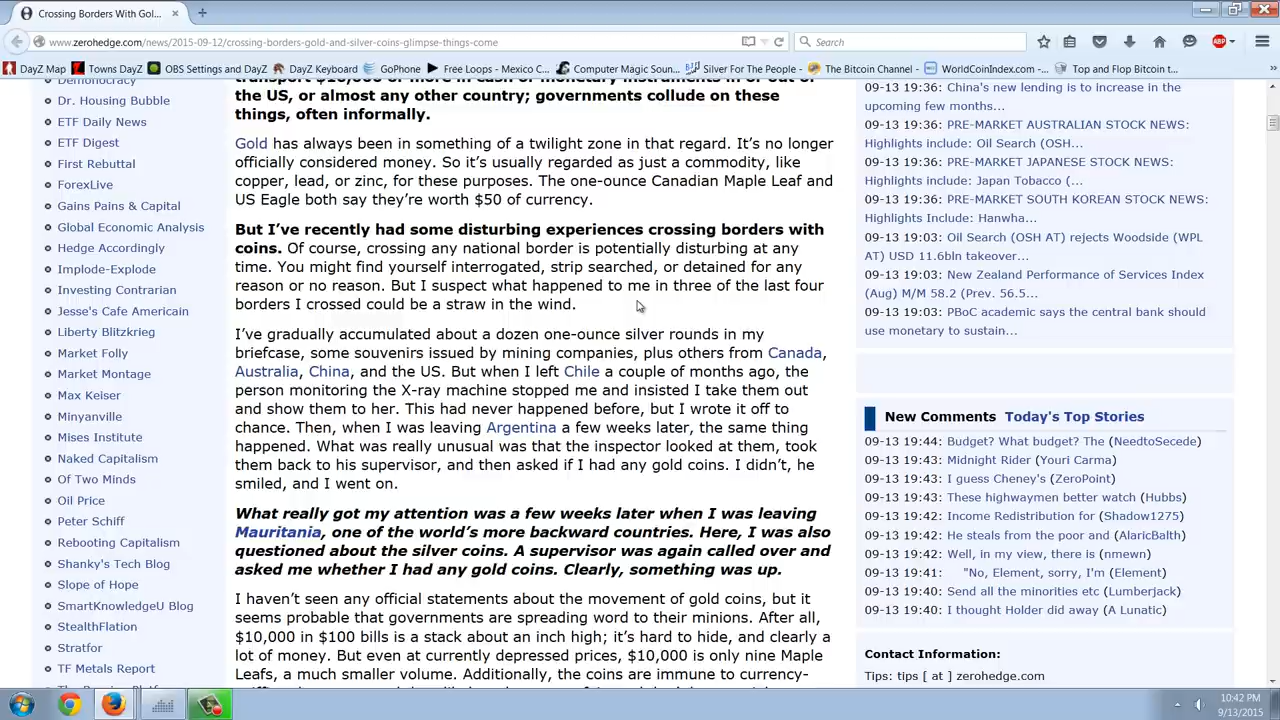 Crossing Borders With Gol...
www.zerohedge.com/news/2015-09-12/crossing-borders-gold-and-silver-coins-glimpse-things-come
Search
ABP
DayZ Map
Towns DayZ
OBS Settings and DayZ
DayZ Keyboard
GoPhone
Free Loops - Mexico C...
Computer Magic Soun...
Silver For The People - ...
The Bitcoin Channel - ...
WorldCoinIndex.com -...
Top and Flop Bitcoin t...
Democracy
Dr. Housing Bubble
ETF Daily News
ETF Digest
First Rebuttal
ForexLive
Gains Pains & Capital
Global Economic Analysis
Hedge Accordingly
Implode-Explode
Investing Contrarian
Jesse's Cafe Americain
Liberty Blitzkrieg
Market Folly
Market Montage
Max Keiser
Minyanville
Mises Institute
Naked Capitalism
Of Two Minds
Oil Price
Peter Schiff
Rebooting Capitalism
Shanky's Tech Blog
Slope of Hope
SmartKnowledgeU Blog
StealthFlation
Stratfor
TF Metals Report
transport $10,000 or more in cash or monetary instruments in or out of
the US, or almost any other country; governments collude on these
things, often informally.
Gold has always been in something of a twilight zone in that regard. It’s no longer
officially considered money. So it’s usually regarded as just a commodity, like
copper, lead, or zinc, for these purposes. The one-ounce Canadian Maple Leaf and
US Eagle both say they’re worth $50 of currency.
But I’ve recently had some disturbing experiences crossing borders with
coins. Of course, crossing any national border is potentially disturbing at any
time. You might find yourself interrogated, strip searched, or detained for any
reason or no reason. But I suspect what happened to me in three of the last four
borders I crossed could be a straw in the wind.
I’ve gradually accumulated about a dozen one-ounce silver rounds in my
briefcase, some souvenirs issued by mining companies, plus others from Canada,
Australia, China, and the US. But when I left Chile a couple of months ago, the
person monitoring the X-ray machine stopped me and insisted I take them out
and show them to her. This had never happened before, but I wrote it off to
chance. Then, when I was leaving Argentina a few weeks later, the same thing
happened. What was really unusual was that the inspector looked at them, took
them back to his supervisor, and then asked if I had any gold coins. I didn’t, he
smiled, and I went on.
What really got my attention was a few weeks later when I was leaving
Mauritania, one of the world’s more backward countries. Here, I was also
questioned about the silver coins. A supervisor was again called over and
asked me whether I had any gold coins. Clearly, something was up.
I haven’t seen any official statements about the movement of gold coins, but it
seems probable that governments are spreading word to their minions. After all,
$10,000 in $100 bills is a stack about an inch high; it’s hard to hide, and clearly a
lot of money. But even at currently depressed prices, $10,000 is only nine Maple
Leafs, a much smaller volume. Additionally, the coins are immune to currency-
09-13 19:36: China's new lending is to increase in the
upcoming few months...
09-13 19:36: PRE-MARKET AUSTRALIAN STOCK NEWS:
Highlights include: Oil Search (OSH...
09-13 19:36: PRE-MARKET JAPANESE STOCK NEWS:
Highlights include: Japan Tobacco (...
09-13 19:36: PRE-MARKET SOUTH KOREAN STOCK NEWS:
Highlights Include: Hanwha...
09-13 19:03: Oil Search (OSH AT) rejects Woodside (WPL
AT) USD 11.6bln takeover...
09-13 19:03: New Zealand Performance of Services Index
(Aug) M/M 58.2 (Prev. 56.5...
09-13 19:03: PBoC academic says the central bank should
use monetary to sustain...
New Comments Today's Top Stories
09-13 19:44: Budget? What budget? The (NeedtoSecede)
09-13 19:43: Midnight Rider (Youri Carma)
09-13 19:43: I guess Cheney's (ZeroPoint)
09-13 19:43: These highwaymen better watch (Hubbs)
09-13 19:42: Income Redistribution for (Shadow1275)
09-13 19:42: He steals from the poor and (AlaricBalth)
09-13 19:42: Well, in my view, there is (nmewn)
09-13 19:41: "No, Element, sorry, I'm (Element)
09-13 19:40: Send all the minorities etc (Lumberjack)
09-13 19:40: I thought Holder did away (A Lunatic)
Contact Information:
Tips: tips [ at ] zerohedge.com
10:42 PM
9/13/2015